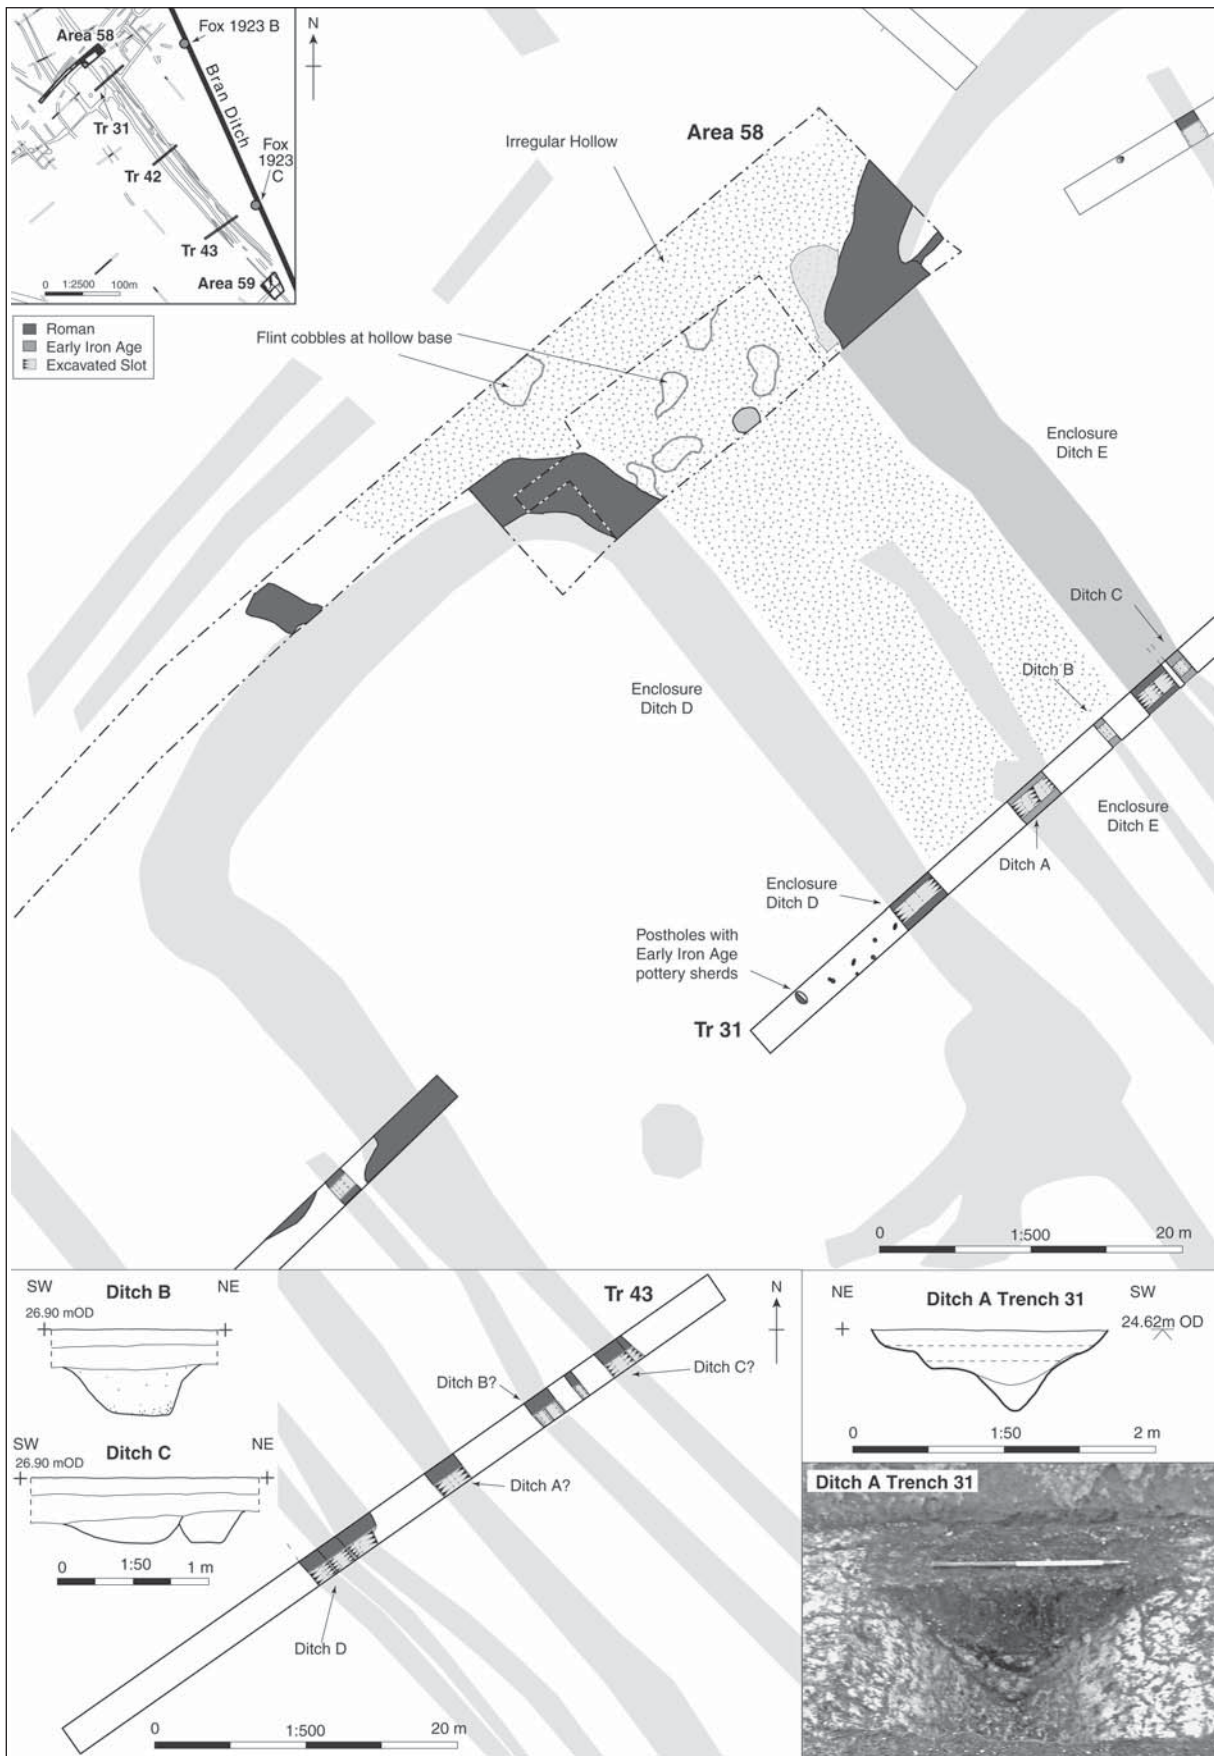 Fox 1923 B
N
Area 58
Bran Ditch
Tr 31
Fox
1923
C
Tr 42
Tr 43
Area 59
0 1:2500 100m
Roman
Early Iron Age
Excavated Slot
Area 58
Irregular Hollow
Flint cobbles at hollow base
Enclosure
Ditch E
Ditch C
Ditch B
Enclosure
Ditch D
Enclosure
Ditch E
Ditch A
Enclosure
Ditch D
Postholes with
Early Iron Age
pottery sherds
Tr 31
0 1:500 20 m
SW Ditch B NE
26.90 mOD
SW Ditch C NE
26.90 mOD
0 1:50 1 m
Tr 43
N
Ditch C?
Ditch B?
Ditch A?
Ditch D
0 1:500 20 m
NE Ditch A Trench 31 SW
24.62m OD
0 1:50 2 m
Ditch A Trench 31